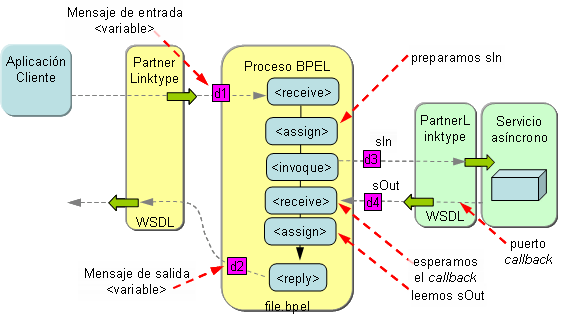 Mensaje de entrada
<variable>
Aplicación
Cliente
Partner
Linktype
WSDL
Proceso BPEL
d1
<receive>
<assign>
<invoque>
<receive>
<assign>
<reply>
file.bpel
preparamos sIn
sIn
d3
sOut
d4
PartnerL
inktype
WSDL
Servicio
asíncrono
puerto
callback
esperamos
el callback
leemos sOut
d2
Mensaje de salida
<variable>